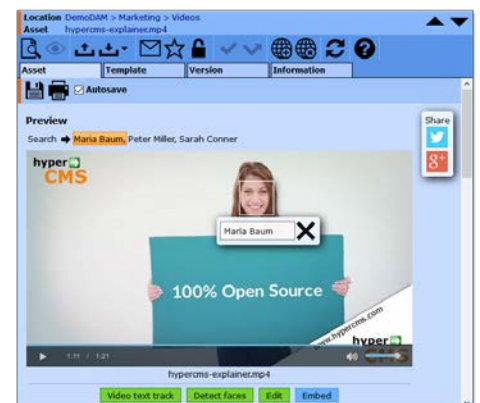 Location DemoDAM > Marketing > Videos
Asset hypercms-explainer.mp4
Asset Template Version Information
Autosave
Preview
Share
Search Maria Baum, Peter Miller, Sarah Conner
hyper
CMS
8+
Maria Baum
100% Open Source
www.hypercms.com
hyper
CMS
1:11 / 1:21
hypercms-explainer.mp4
Video text track Detect faces Edit Embed